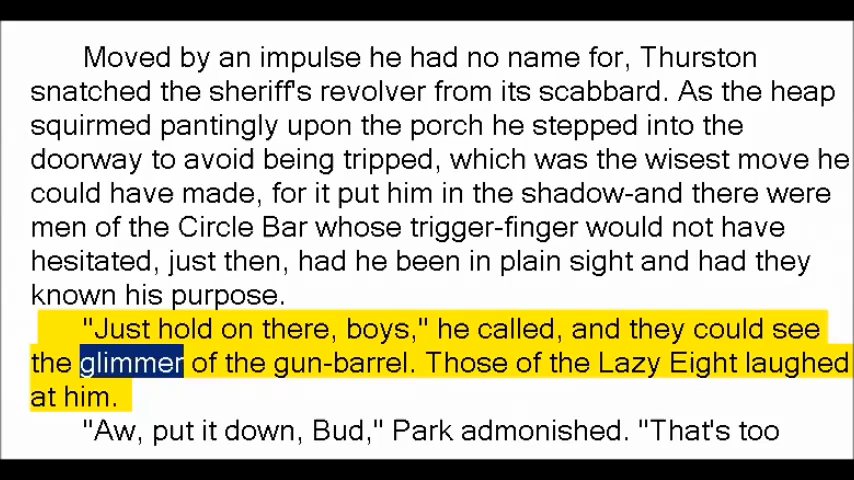 Moved by an impulse he had no name for, Thurston
snatched the sheriff's revolver from its scabbard. As the heap
squirmed pantingly upon the porch he stepped into the
doorway to avoid being tripped, which was the wisest move he
could have made, for it put him in the shadow-and there were
men of the Circle Bar whose trigger-finger would not have
hesitated, just then, had he been in plain sight and had they
known his purpose.
"Just hold on there, boys," he called, and they could see
the glimmer of the gun-barrel. Those of the Lazy Eight laughed
at him.
"Aw, put it down, Bud," Park admonished. "That's too